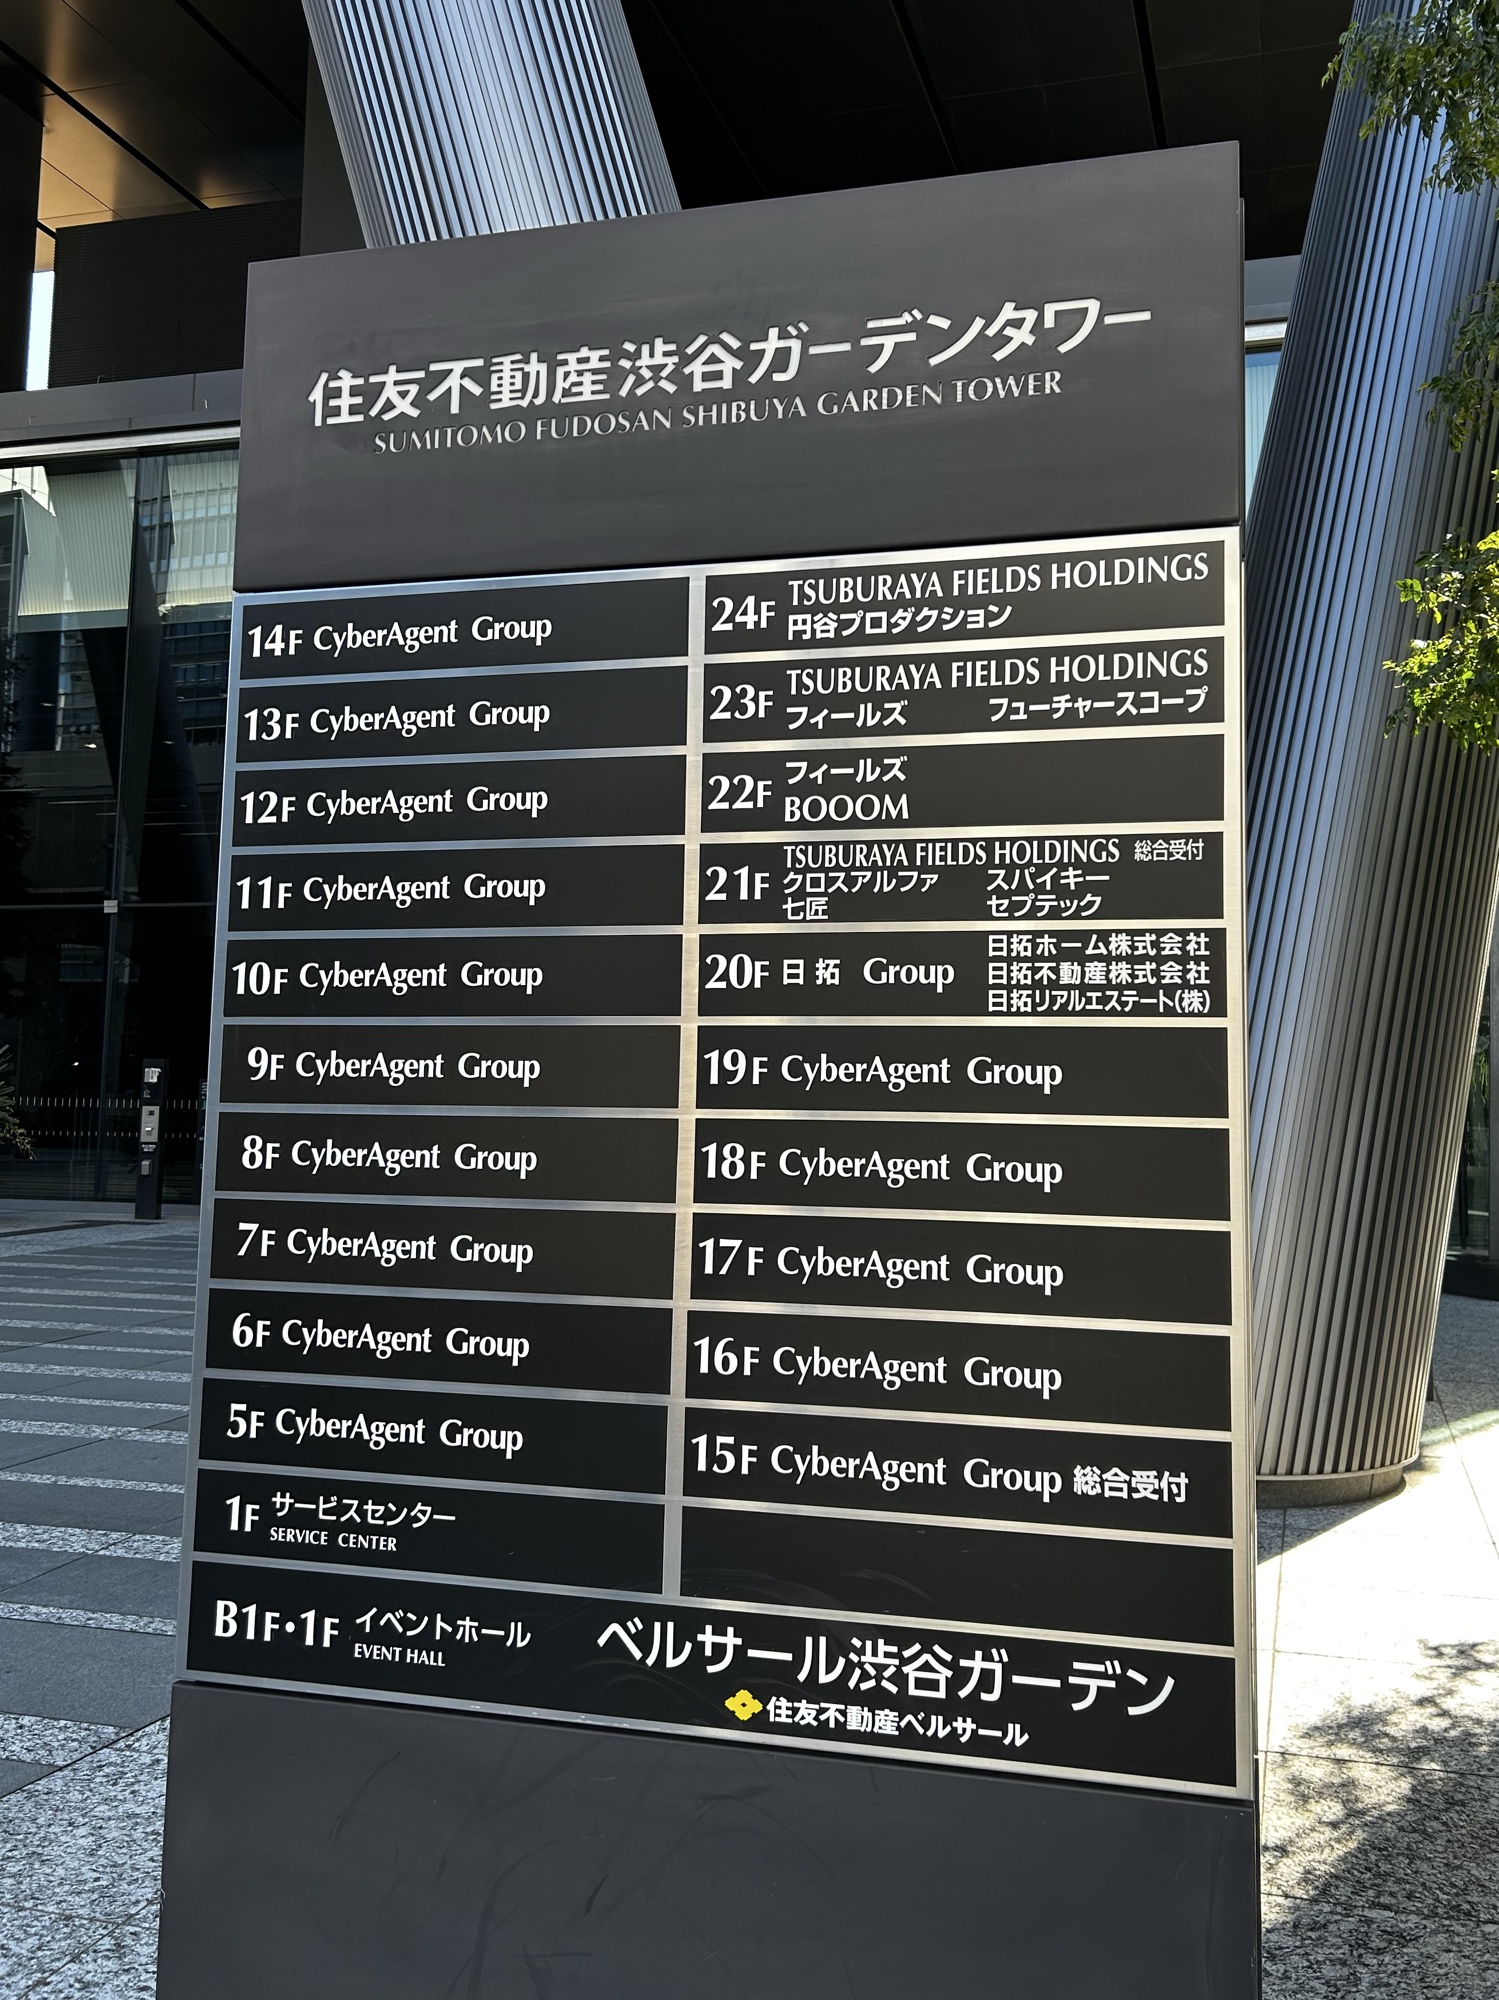 住友不動産渋谷ガーデンタワー
SUMITOMO FUDOSAN SHIBUYA GARDEN TOWER
14F CyberAgent Group
13F CyberAgent Group
12F CyberAgent Group
11F CyberAgent Group
10F CyberAgent Group
9F CyberAgent Group
8F CyberAgent Group
7F CyberAgent Group
6F CyberAgent Group
5F CyberAgent Group
1F サービスセンター
SERVICE CENTER
24F TSUBURAYA FIELDS HOLDINGS
円谷プロダクション
23F TSUBURAYA FIELDS HOLDINGS
フィールズ フューチャースコープ
22F フィールズ
BOOOM
21F TSUBURAYA FIELDS HOLDINGS 総合受付
クロスアルファ スパイキー
七匠 セプテック
20F 日拓 Group
日拓ホーム株式会社
日拓不動産株式会社
日拓リアルエステート(株)
19F CyberAgent Group
18F CyberAgent Group
17F CyberAgent Group
16F CyberAgent Group
15F CyberAgent Group 総合受付
B1F・1F イベントホール
EVENT HALL
ベルサール渋谷ガーデン
住友不動産ベルサール